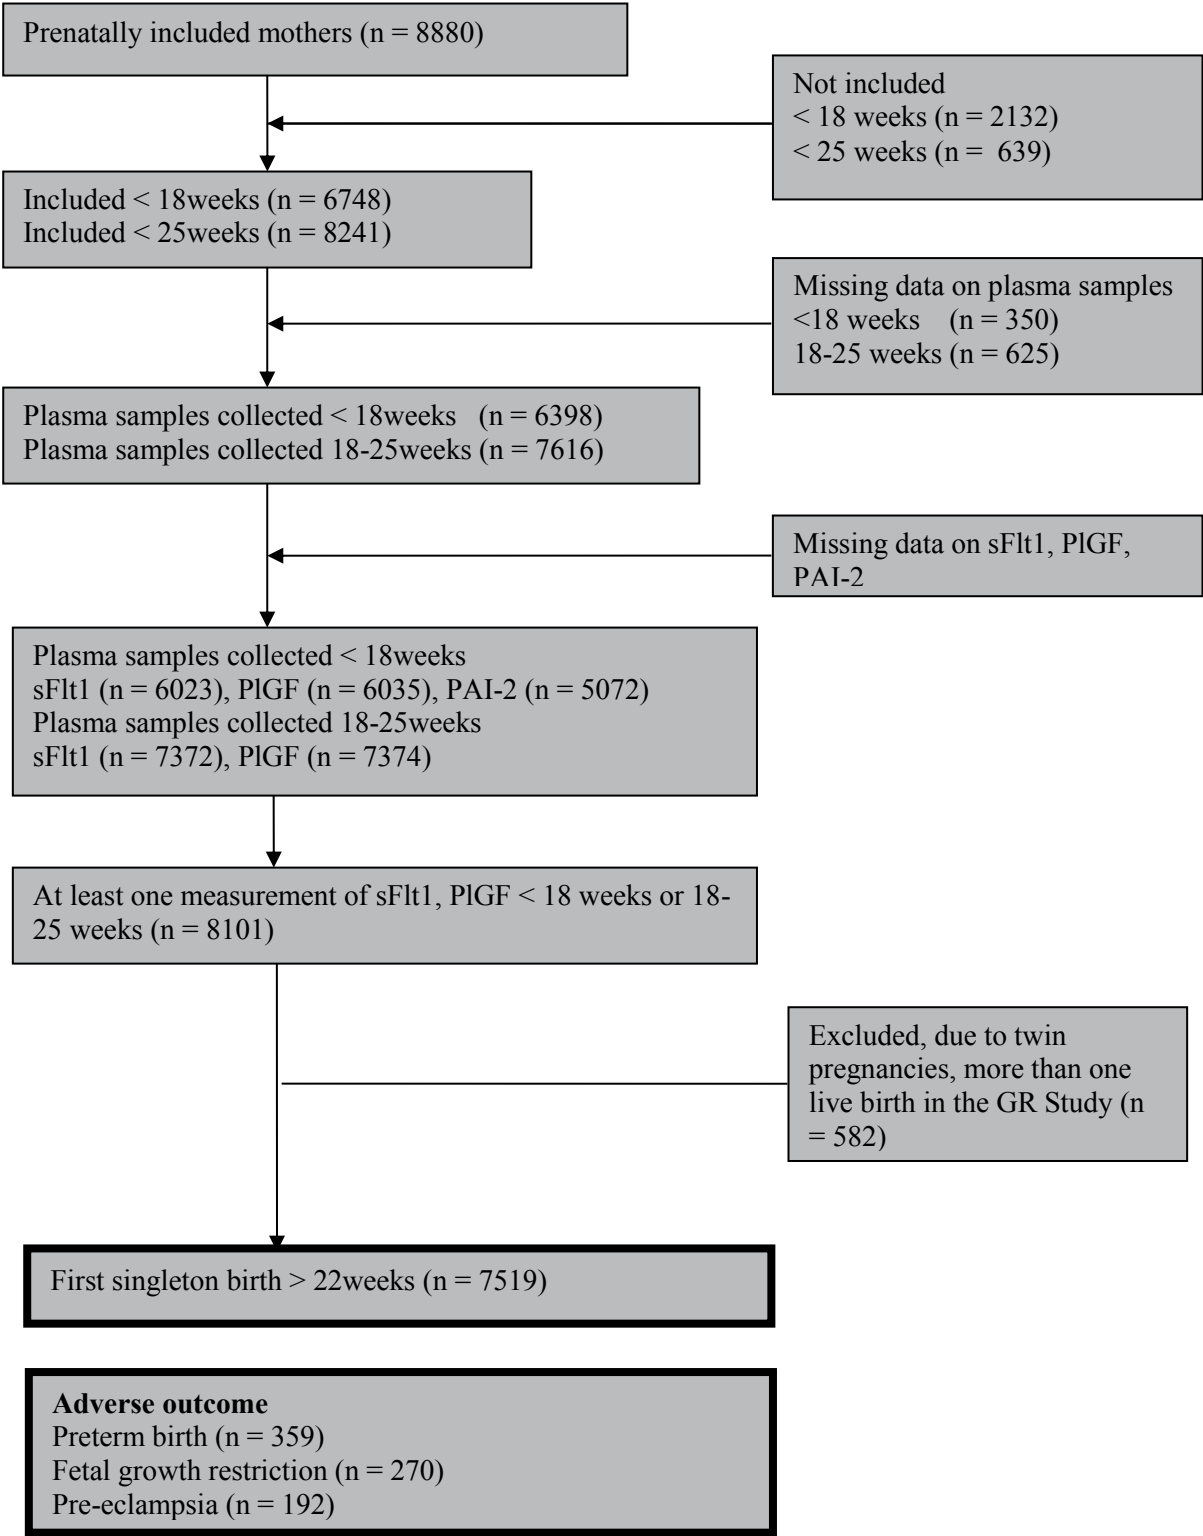 Prenatally included mothers (n = 8880)
Not included
< 18 weeks (n = 2132)
< 25 weeks (n =  639)
Included < 18weeks (n = 6748)
Included < 25weeks (n = 8241)
Missing data on plasma samples
<18 weeks    (n = 350)
18-25 weeks (n = 625)
Plasma samples collected < 18weeks   (n = 6398)
Plasma samples collected 18-25weeks (n = 7616)
Missing data on sFlt1, PlGF,
PAI-2
Plasma samples collected < 18weeks
sFlt1 (n = 6023), PlGF (n = 6035), PAI-2 (n = 5072)
Plasma samples collected 18-25weeks
sFlt1 (n = 7372), PlGF (n = 7374)
At least one measurement of sFlt1, PlGF < 18 weeks or 18-
25 weeks (n = 8101)
Excluded, due to twin
pregnancies, more than one
live birth in the GR Study (n
= 582)
First singleton birth > 22weeks (n = 7519)
Adverse outcome
Preterm birth (n = 359)
Fetal growth restriction (n = 270)
Pre-eclampsia (n = 192)